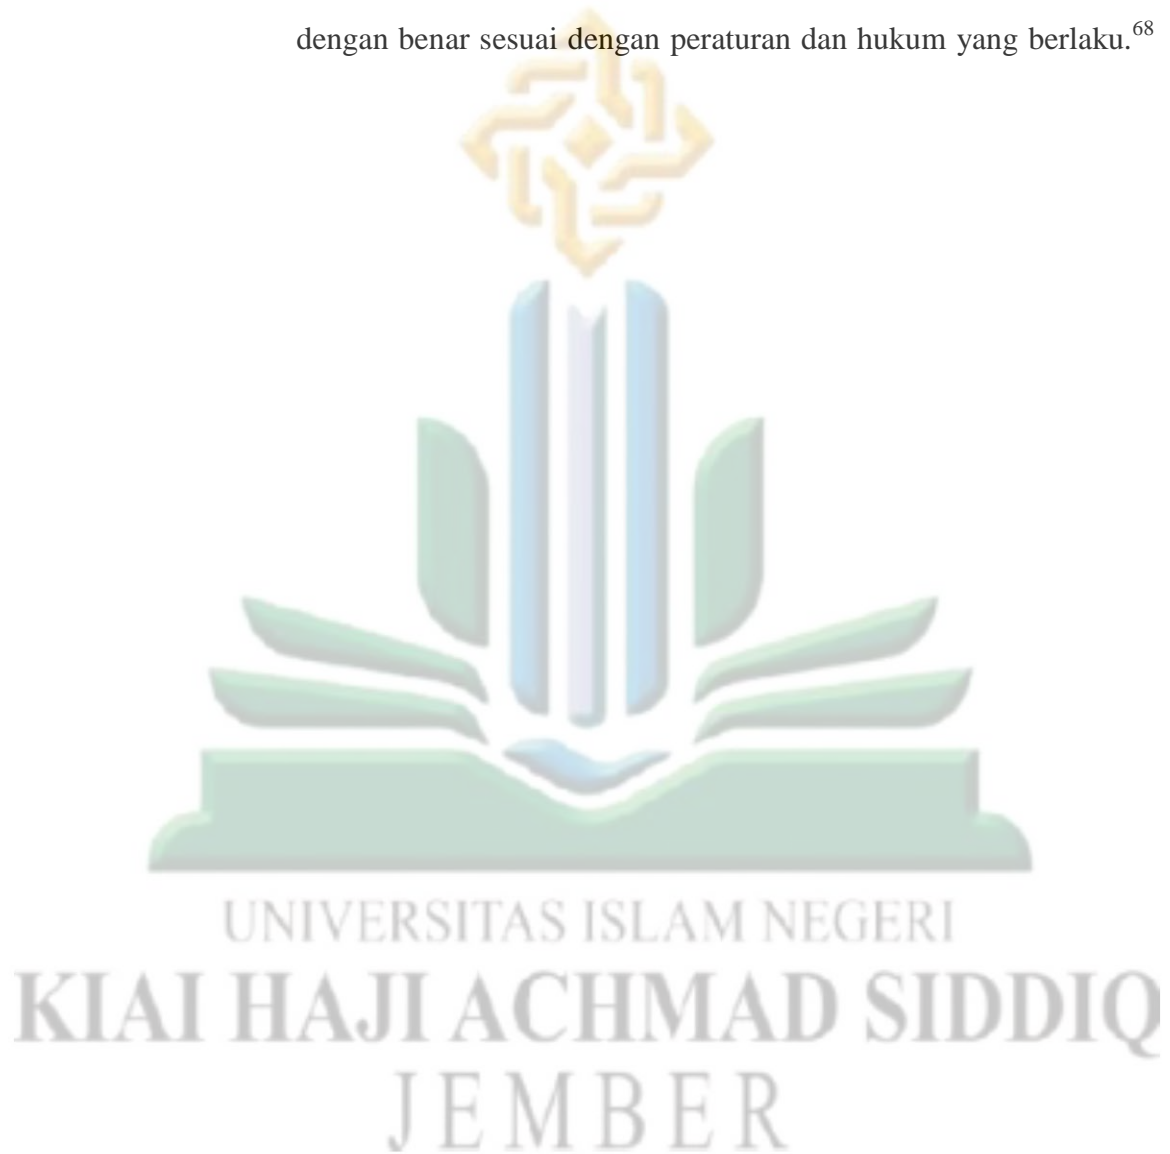 dengan benar sesuai dengan peraturan dan hukum yang berlaku.68
UNIVERSITAS ISLAM NEGERI
KIAI HAJI ACHMAD SIDDIQ
JEMBER